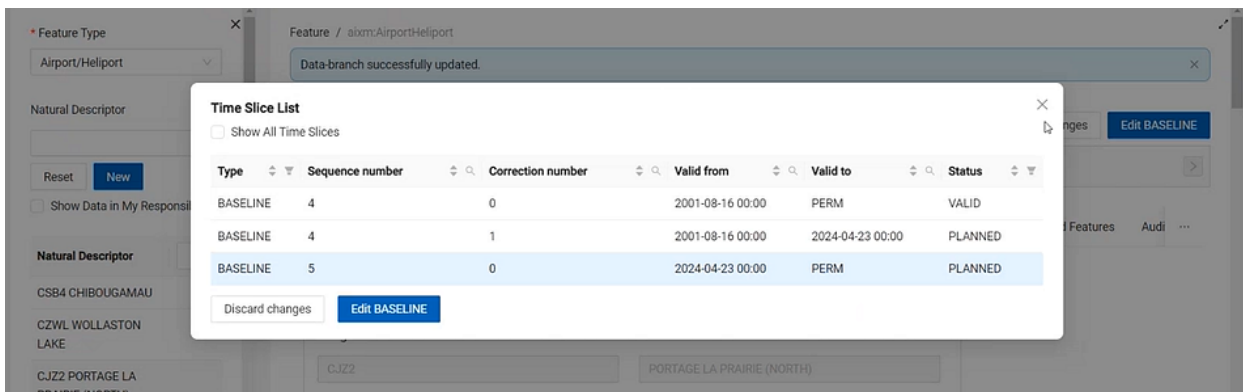 * Feature Type
Airport/Heliport
Natural Descriptor
Reset
New
Show Data in My Responsi
Natural Descriptor
CSB4 CHIBOUGAMAU
CZWL WOLLASTON
LAKE
CJZ2 PORTAGE LA
Feature / aixm:AirportHeliport
Data-branch successfully updated.
Edit BASELINE
Features Audi ...
Time Slice List
Show All Time Slices
Type Sequence number Correction number Valid from Valid to Status
BASELINE 4 0 2001-08-16 00:00 PERM VALID
BASELINE 4 1 2001-08-16 00:00 2024-04-23 00:00 PLANNED
BASELINE 5 0 2024-04-23 00:00 PERM PLANNED
Discard changes
Edit BASELINE
CJZ2
PORTAGE LA PRAIRIE (NORTH)